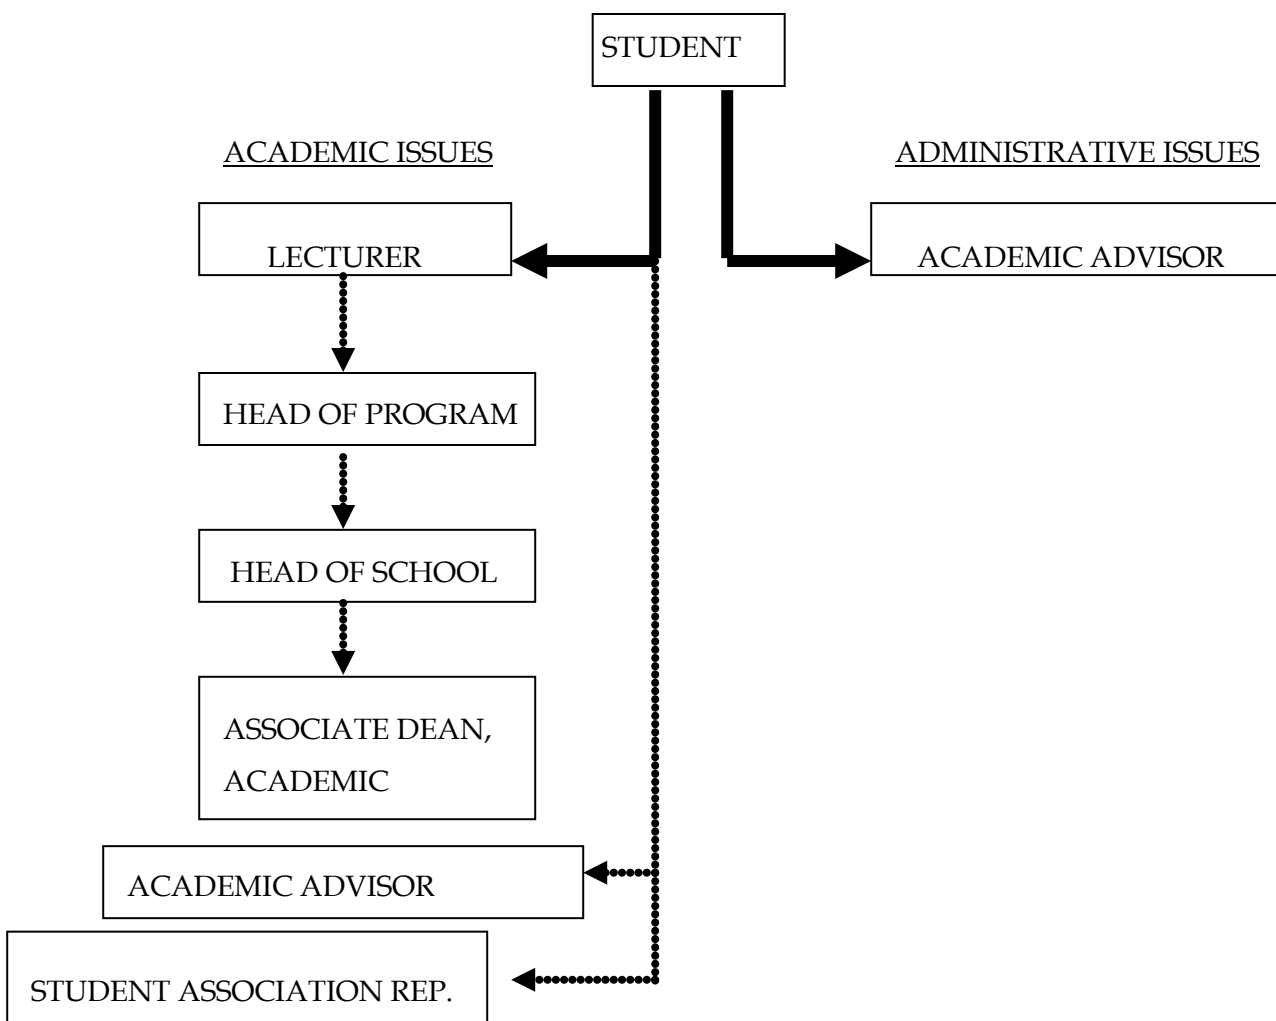 STUDENT
ACADEMIC ISSUES
ADMINISTRATIVE ISSUES
LECTURER
ACADEMIC ADVISOR
HEAD OF PROGRAM
HEAD OF SCHOOL
ASSOCIATE DEAN,
ACADEMIC
ACADEMIC ADVISOR
STUDENT ASSOCIATION REP.